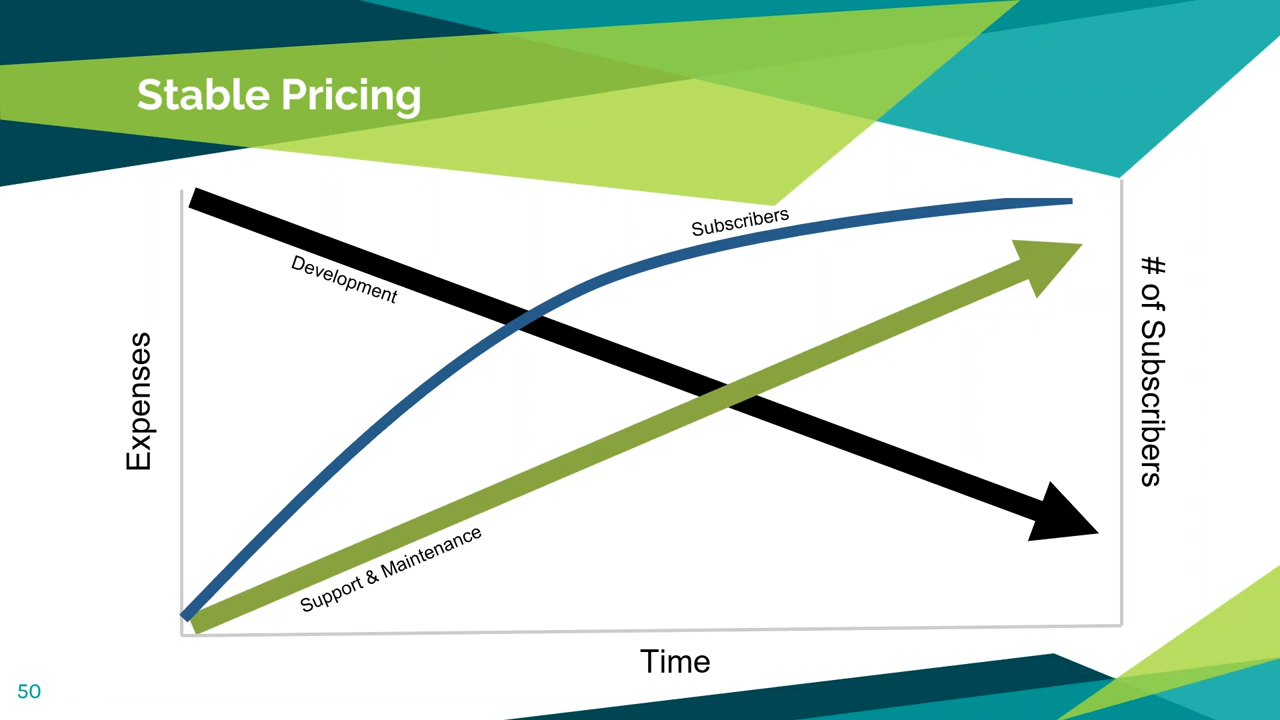 Stable Pricing
Subscribers
Development
Expenses
# of Subscribers
Support & Maintenance
Time
50